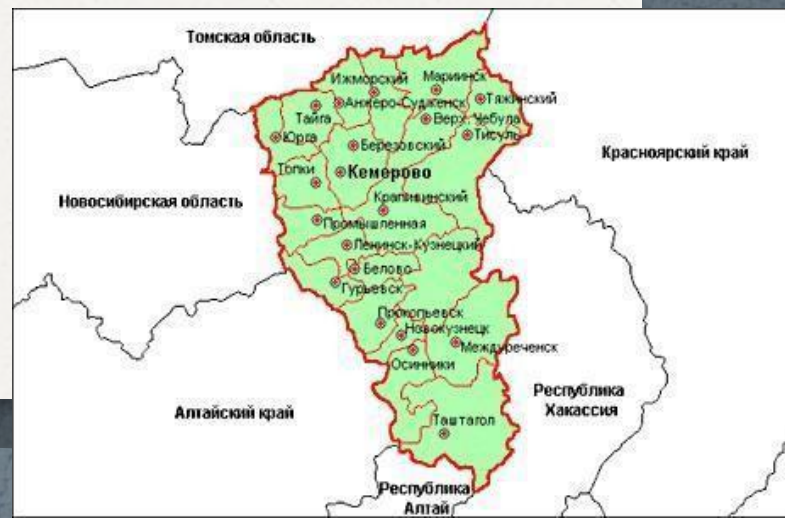 Томская область
Ижморский
Мариинск
Тяжинский
Анжеро-Судженск
Тайга
Верх. Чебула
Юрга
Тисуль
Березовский
Красноярский край
Топки
Кемерово
Новосибирская область
Крапивинский
Промышленная
Ленинск-Кузнецкий
Белово
Гурьевск
Прокопьевск
Новокузнецк
Междуреченск
Осинники
Республика
Хакассия
Алтайский край
Таштагол
Республика
Алтай